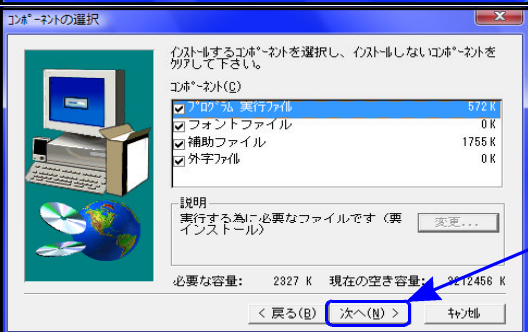 コンポーネントの選択
インストールするコンポーネントを選択し、インストールしないコンポーネントを
クリアして下さい。
コンポーネント(C)
プログラム 実行ファイル 572 K
フォントファイル 0 K
補助ファイル 1755 K
外字ファイル 0 K
説明
実行する為に必要なファイルです（要
インストール）
変更...
必要な容量: 2327 K 現在の空き容量: 3212456 K
< 戻る(B) 次へ(N) > キャンセル